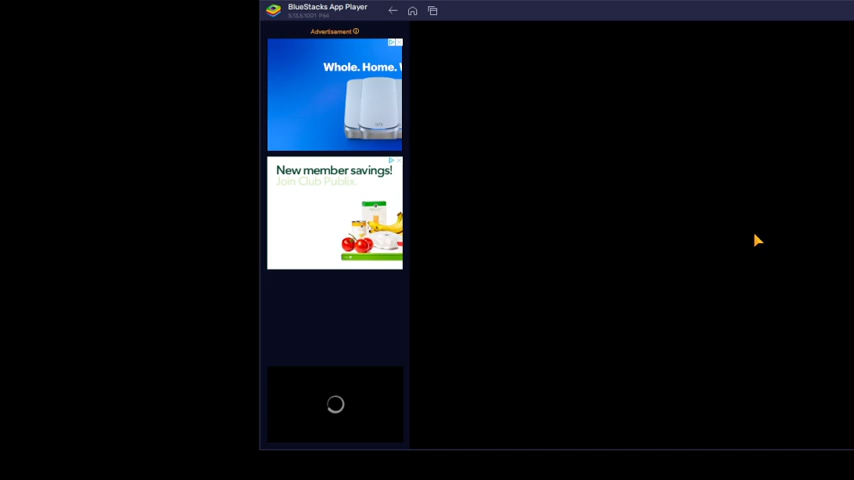 BlueStacks App Player
Advertisement
Whole. Home.
New member savings!
Join Club Publix.